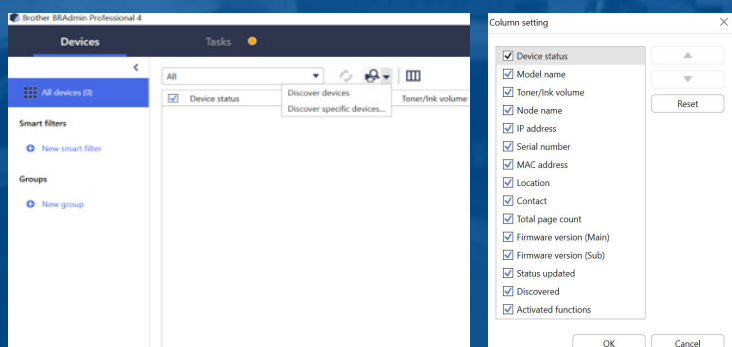 Brother BRAdmin Professional 4
Devices
Tasks
All
All devices (0)
Device status
Discover devices
Discover specific devices...
Toner/Ink volume
Smart filters
New smart filter
Groups
New group
Column setting
Device status
Model name
Toner/Ink volume
Node name
IP address
Serial number
MAC address
Location
Contact
Total page count
Firmware version (Main)
Firmware version (Sub)
Status updated
Discovered
Activated functions
Reset
OK
Cancel